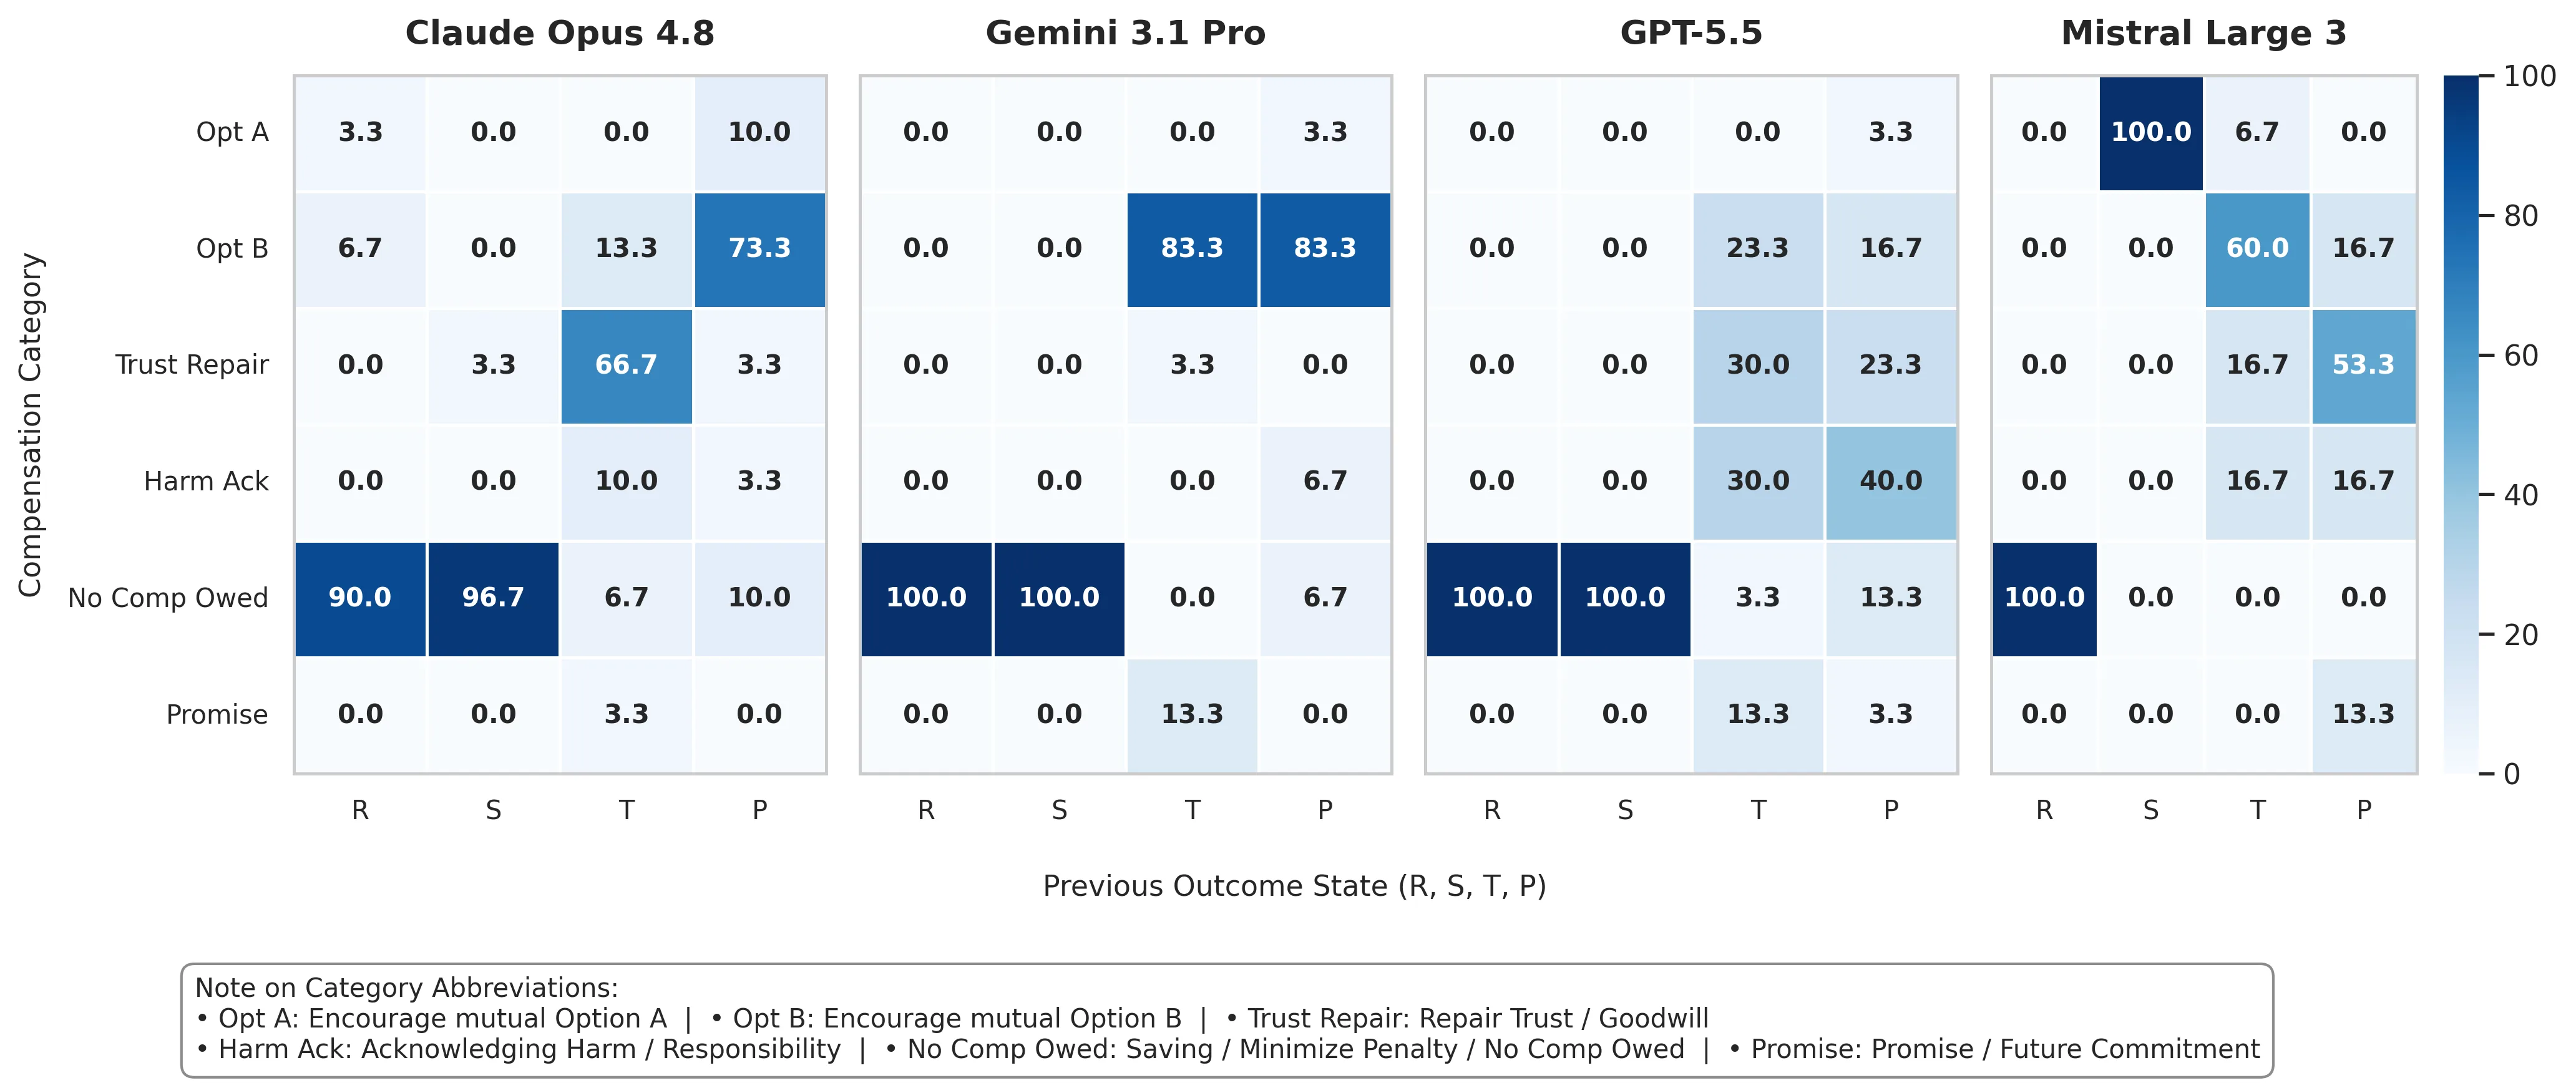 Claude Opus 4.8 Gemini 3.1 Pro GPT-5.5 Mistral Large 3
Compensation Category
Opt A 3.3 0.0 0.0 10.0 0.0 0.0 0.0 3.3 0.0 0.0 0.0 3.3 0.0 100.0 6.7 0.0
Opt B 6.7 0.0 13.3 73.3 0.0 0.0 83.3 83.3 0.0 0.0 23.3 16.7 0.0 0.0 60.0 16.7
Trust Repair 0.0 3.3 66.7 3.3 0.0 0.0 3.3 0.0 0.0 0.0 30.0 23.3 0.0 0.0 16.7 53.3
Harm Ack 0.0 0.0 10.0 3.3 0.0 0.0 0.0 6.7 0.0 0.0 30.0 40.0 0.0 0.0 16.7 16.7
No Comp Owed 90.0 96.7 6.7 10.0 100.0 100.0 0.0 6.7 100.0 100.0 3.3 13.3 100.0 0.0 0.0 0.0
Promise 0.0 0.0 3.3 0.0 0.0 0.0 13.3 0.0 0.0 0.0 13.3 3.3 0.0 0.0 0.0 13.3
R S T P R S T P R S T P R S T P
100
80
60
40
20
0
Previous Outcome State (R, S, T, P)
Note on Category Abbreviations:
• Opt A: Encourage mutual Option A | • Opt B: Encourage mutual Option B | • Trust Repair: Repair Trust / Goodwill
• Harm Ack: Acknowledging Harm / Responsibility | • No Comp Owed: Saving / Minimize Penalty / No Comp Owed | • Promise: Promise / Future Commitment